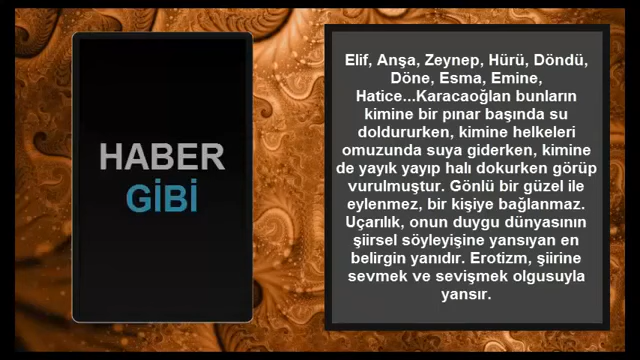 HABER
GİBİ
Elif, Anşa, Zeynep, Hürü, Döndü,
Döne, Esma, Emine,
Hatice...Karacaoğlan bunların
kimine bir pınar başında su
doldururken, kimine helkeleri
omuzunda suya giderken, kimine
de yayık yayıp halı dokurken görüp
vurulmuştur. Gönlü bir güzel ile
eylenmez, bir kişiye bağlanmaz.
Uçarılık, onun duygu dünyasının
şiirsel söyleyişine yansıyan en
belirgin yanıdır. Erotizm, şiirine
sevmek ve sevişmek olgusuyla
yansır.